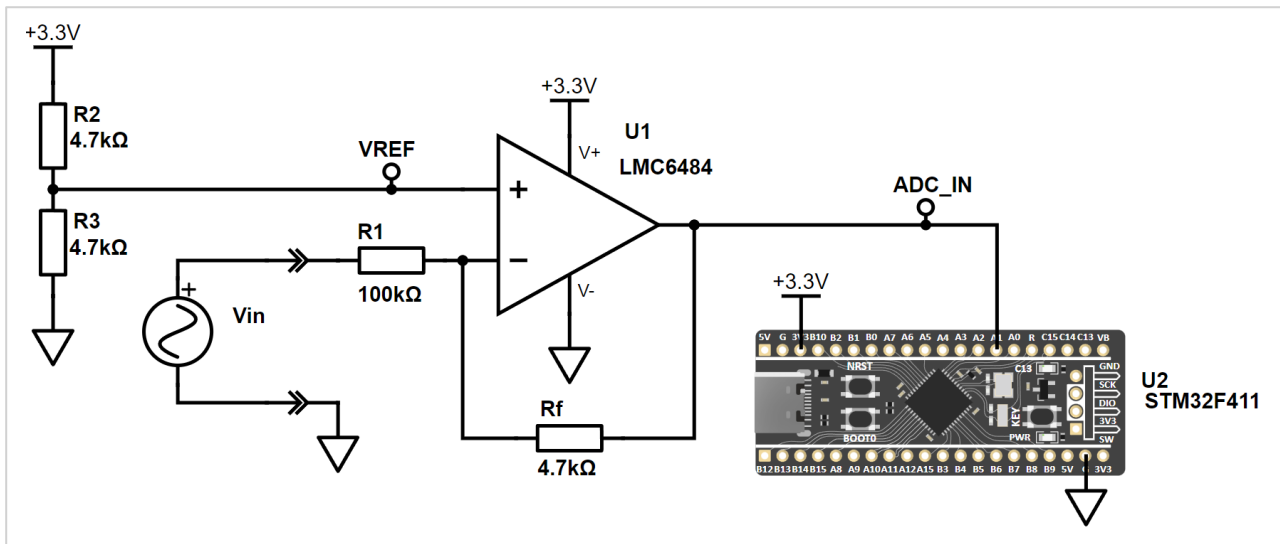 +3.3V
R2
4.7kΩ
R3
4.7kΩ
VREF
+3.3V
V+
U1
LMC6484
+
−
V-
R1
100kΩ
+
Vin
Rf
4.7kΩ
ADC_IN
+3.3V
5V G 3V3 B10 B2 B1 B0 A7 A6 A5 A4 A3 A2 A1 A0 R C15 C14 C13 VB
NRST
BOOT0
C13
KEY
PWR
GND
SCK
DIO
3V3
SW
B12 B13 B14 B15 A8 A9 A10 A11 A12 A15 B3 B4 B5 B6 B7 B8 B9 5V G 3V3
U2
STM32F411